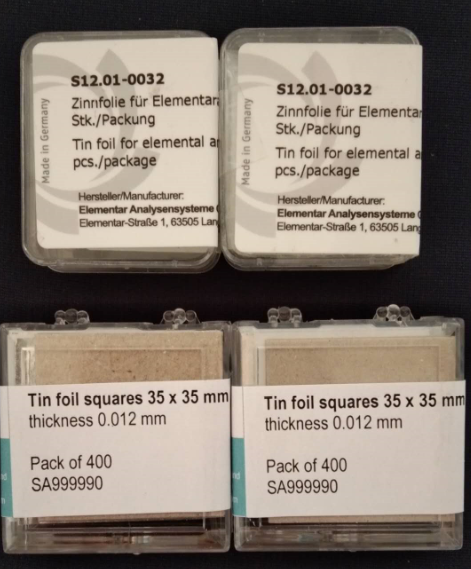 Made in Germany
S12.01-0032
Zinnfolie für Elementar
Stk./Packung
Tin foil for elemental a
pcs./package
Hersteller/Manufacturer:
Elementar Analysensysteme
Elementar-Straße 1, 63505 Lan
Made in Germany
S12.01-0032
Zinnfolie für Elementar
Stk./Packung
Tin foil for elemental a
pcs./package
Hersteller/Manufacturer:
Elementar Analysensysteme G
Elementar-Straße 1, 63505 Lang
Tin foil squares 35 x 35 mm
thickness 0.012 mm
Pack of 400
SA999990
Tin foil squares 35 x 35 mm
thickness 0.012 mm
Pack of 400
SA999990